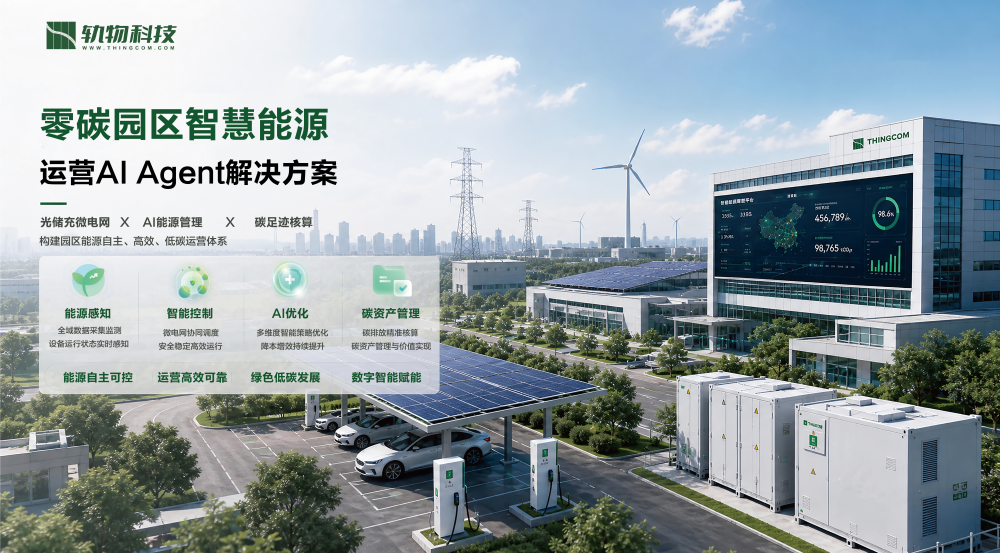 轨物科技
WWW.THINGCOM.COM
零碳园区智慧能源
运营AI Agent解决方案
光储充微电网 X AI能源管理 X 碳足迹核算
构建园区能源自主、高效、低碳运营体系
能源感知
全域数据采集监测
设备运行状态实时感知
能源自主可控
智能控制
微电网协同调度
安全稳定高效运行
运营高效可靠
AI优化
多维度智能策略优化
降本增效持续提升
绿色低碳发展
碳资产管理
碳排放精准核算
碳资产管理与价值实现
数字智能赋能
THINGCOM
456,789
98,765
98.6%